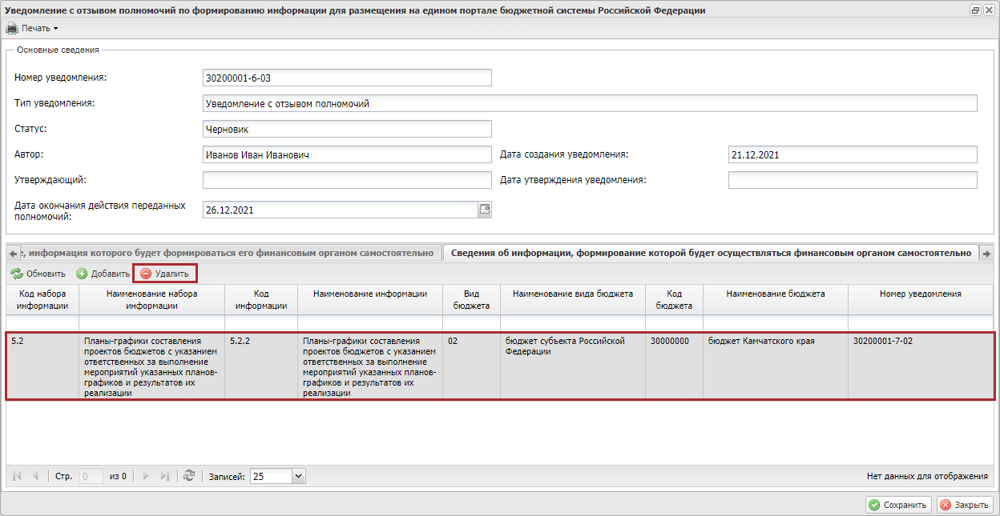 Уведомление с отзывом полномочий по формированию информации для размещения на едином портале бюджетной системы Российской Федерации
Печать
Основные сведения
Номер уведомления: 30200001-6-03
Тип уведомления: Уведомление с отзывом полномочий
Статус: Черновик
Автор: Иванов Иван Иванович Дата создания уведомления: 21.12.2021
Утверждающий: Дата утверждения уведомления:
Дата окончания действия переданных
полномочий: 26.12.2021
, информация которого будет формироваться его финансовым органом самостоятельно Сведения об информации, формирование которой будет осуществляться финансовым органом самостоятельно
Обновить Добавить Удалить
Код набора
информации
Наименование набора
информации
Код
информации
Наименование информации
Вид
бюджета
Наименование вида бюджета
Код
бюджета
Наименование бюджета
Номер уведомления
5.2
Планы-графики составления
проектов бюджетов с указанием
ответственных за выполнение
мероприятий указанных планов-
графиков и результатов их
реализации
5.2.2
Планы-графики составления
проектов бюджетов с указанием
ответственных за выполнение
мероприятий указанных планов-
графиков и результатов их
реализации
02
бюджет субъекта Российской
Федерации
30000000
бюджет Камчатского края
30200001-7-02
Стр. 0 из 0 Записей: 25 Нет данных для отображения
Сохранить Закрыть